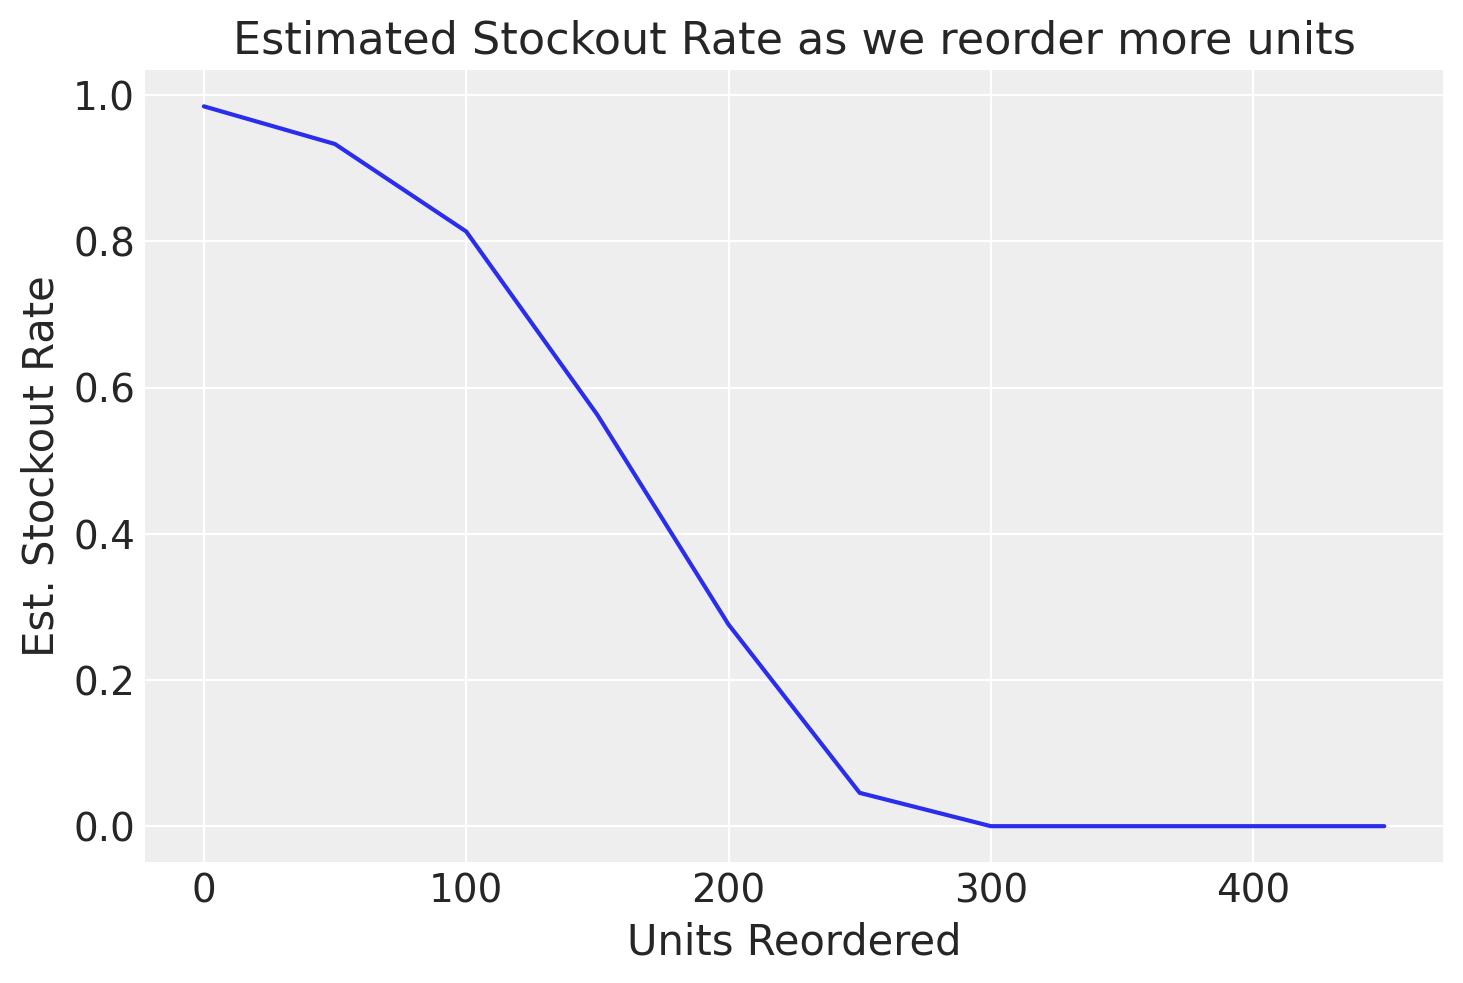 Estimated Stockout Rate as we reorder more units
1.0
0.8
0.6
0.4
0.2
0.0
Est. Stockout Rate
0 100 200 300 400
Units Reordered